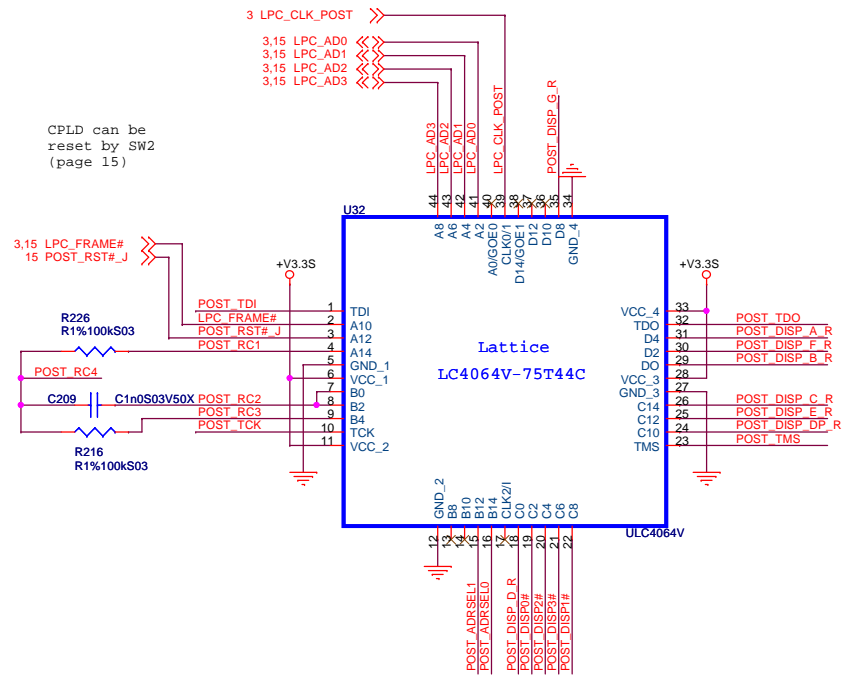 3 LPC_CLK_POST
3,15 LPC_AD0
3,15 LPC_AD1
3,15 LPC_AD2
3,15 LPC_AD3
CPLD can be
reset by SW2
(page 15)
LPC_AD3
LPC_AD2
LPC_AD1
LPC_AD0
LPC_CLK_POST
POST_DISP_G_R
44
43
42
41
40
39
38
37
36
35
34
U32
A8
A6
A4
A2
A0/GOE0
CLK0/1
D14/GOE1
D12
D10
D8
GND_4
3,15 LPC_FRAME#
15 POST_RST#_J
+V3.3S
+V3.3S
POST_TDI 1 TDI
LPC_FRAME# 2 A10
POST_RST#_J 3 A12
POST_RC1 4 A14
5 GND_1
6 VCC_1
7 B0
POST_RC2 8 B2
POST_RC3 9 B4
POST_TCK 10 TCK
11 VCC_2
R226
R1%100kS03
POST_RC4
C209 C1n0S03V50X
R216
R1%100kS03
Lattice
LC4064V-75T44C
VCC_4 33
TDO 32 POST_TDO
D4 31 POST_DISP_A_R
D2 30 POST_DISP_F_R
DO 29 POST_DISP_B_R
VCC_3 28
GND_3 27
C14 26 POST_DISP_C_R
C12 25 POST_DISP_E_R
C10 24 POST_DISP_DP_R
TMS 23 POST_TMS
GND_2
B8
B10
B12
B14
CLK2/I
C0
C2
C4
C6
C8
ULC4064V
12
13
14
15
16
17
18
19
20
21
22
POST_ADRSEL1
POST_ADRSEL0
POST_DISP_D_R
POST_DISP0#
POST_DISP2#
POST_DISP3#
POST_DISP1#